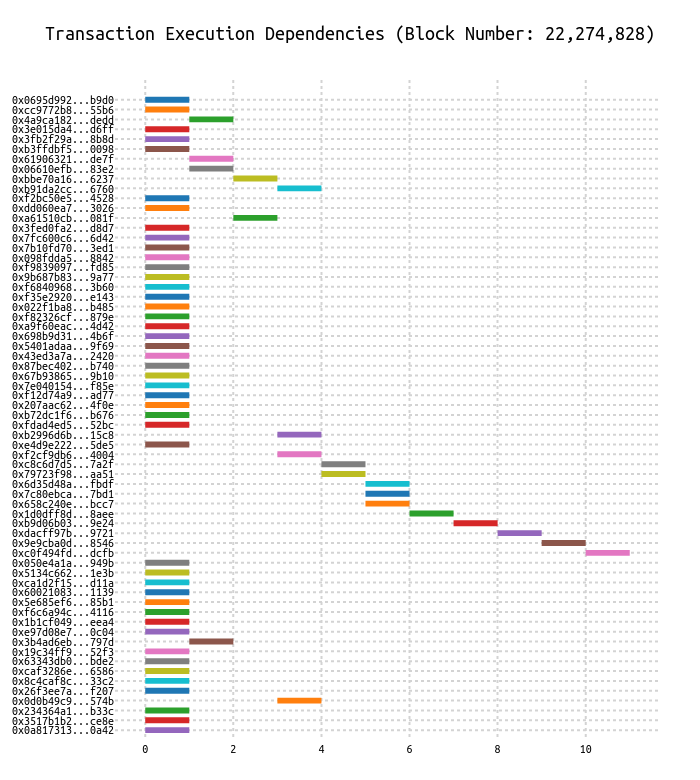 Transaction Execution Dependencies (Block Number: 22,274,828)
0x0695d992...b9d0
0xcc9772b8...55b6
0x4a9ca182...dedd
0x3e015da4...d6ff
0x3fb2f29a...8b8d
0xb3ffdbf5...0098
0x61906321...de7f
0x06610efb...83e2
0xbbe70a16...6237
0xb91da2cc...6760
0xf2bc50e5...4528
0xdd060ea7...3026
0xa61510cb...081f
0x3fed0fa2...d8d7
0x7fc600c6...6d42
0x7b10fd70...3ed1
0x098fdda5...8842
0xf9839097...fd85
0x9b687b83...9a77
0xf6840968...3b60
0xf35e2920...e143
0x022f1ba8...b485
0xf82326cf...879e
0xa9f60eac...4d42
0x698b9d31...4b6f
0x5401adaa...9f69
0x43ed3a7a...2420
0x87bec402...b740
0x67b93865...9b10
0x7e040154...f85e
0xf12d74a9...ad77
0x207aac62...4f0e
0xb72dc1f6...b676
0xfdad4ed5...52bc
0xb2996d6b...15c8
0xe4d9e222...5de5
0xf2cf9db6...4004
0xc8c6d7d5...7a2f
0x79723f98...aa51
0x6d35d48a...fbdf
0x7c80ebca...7bd1
0x658c240e...bcc7
0x1d0dff8d...8aee
0xb9d06b03...9e24
0xdacff97b...9721
0x9e9cba0d...8546
0xc0f494fd...dcfb
0x050e4a1a...949b
0x5134c662...1e3b
0xca1d2f15...d11a
0x60021083...1139
0x5e685ef6...85b1
0xf6c6a94c...4116
0x1b1cf049...eea4
0xe97d08e7...0c04
0x3b4ad6eb...797d
0x19c34ff9...52f3
0x63343db0...bde2
0xcaf3286e...6586
0x8c4caf8c...33c2
0x26f3ee7a...f207
0x0d0b49c9...574b
0x234364a1...b33c
0x3517b1b2...ce8e
0x0a817313...0a42
0 2 4 6 8 10